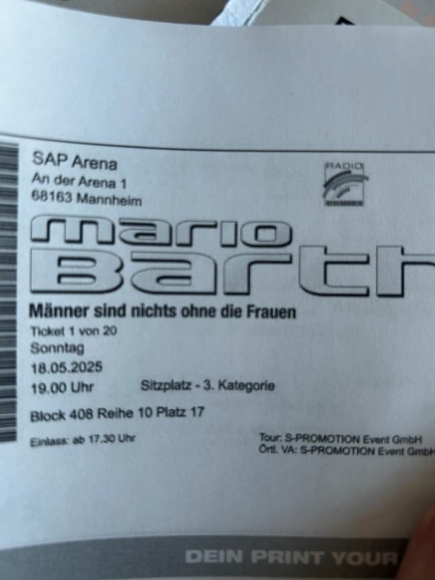 SAP Arena
An der Arena 1
68163 Mannheim
RADIO
REGENBOGEN
mario
Barth
Männer sind nichts ohne die Frauen
Ticket 1 von 20
Sonntag
18.05.2025
19.00 Uhr Sitzplatz - 3. Kategorie
Block 408 Reihe 10 Platz 17
Einlass: ab 17.30 Uhr
Tour: S-PROMOTION Event GmbH
Örtl. VA: S-PROMOTION Event GmbH
DEIN PRINT YOUR